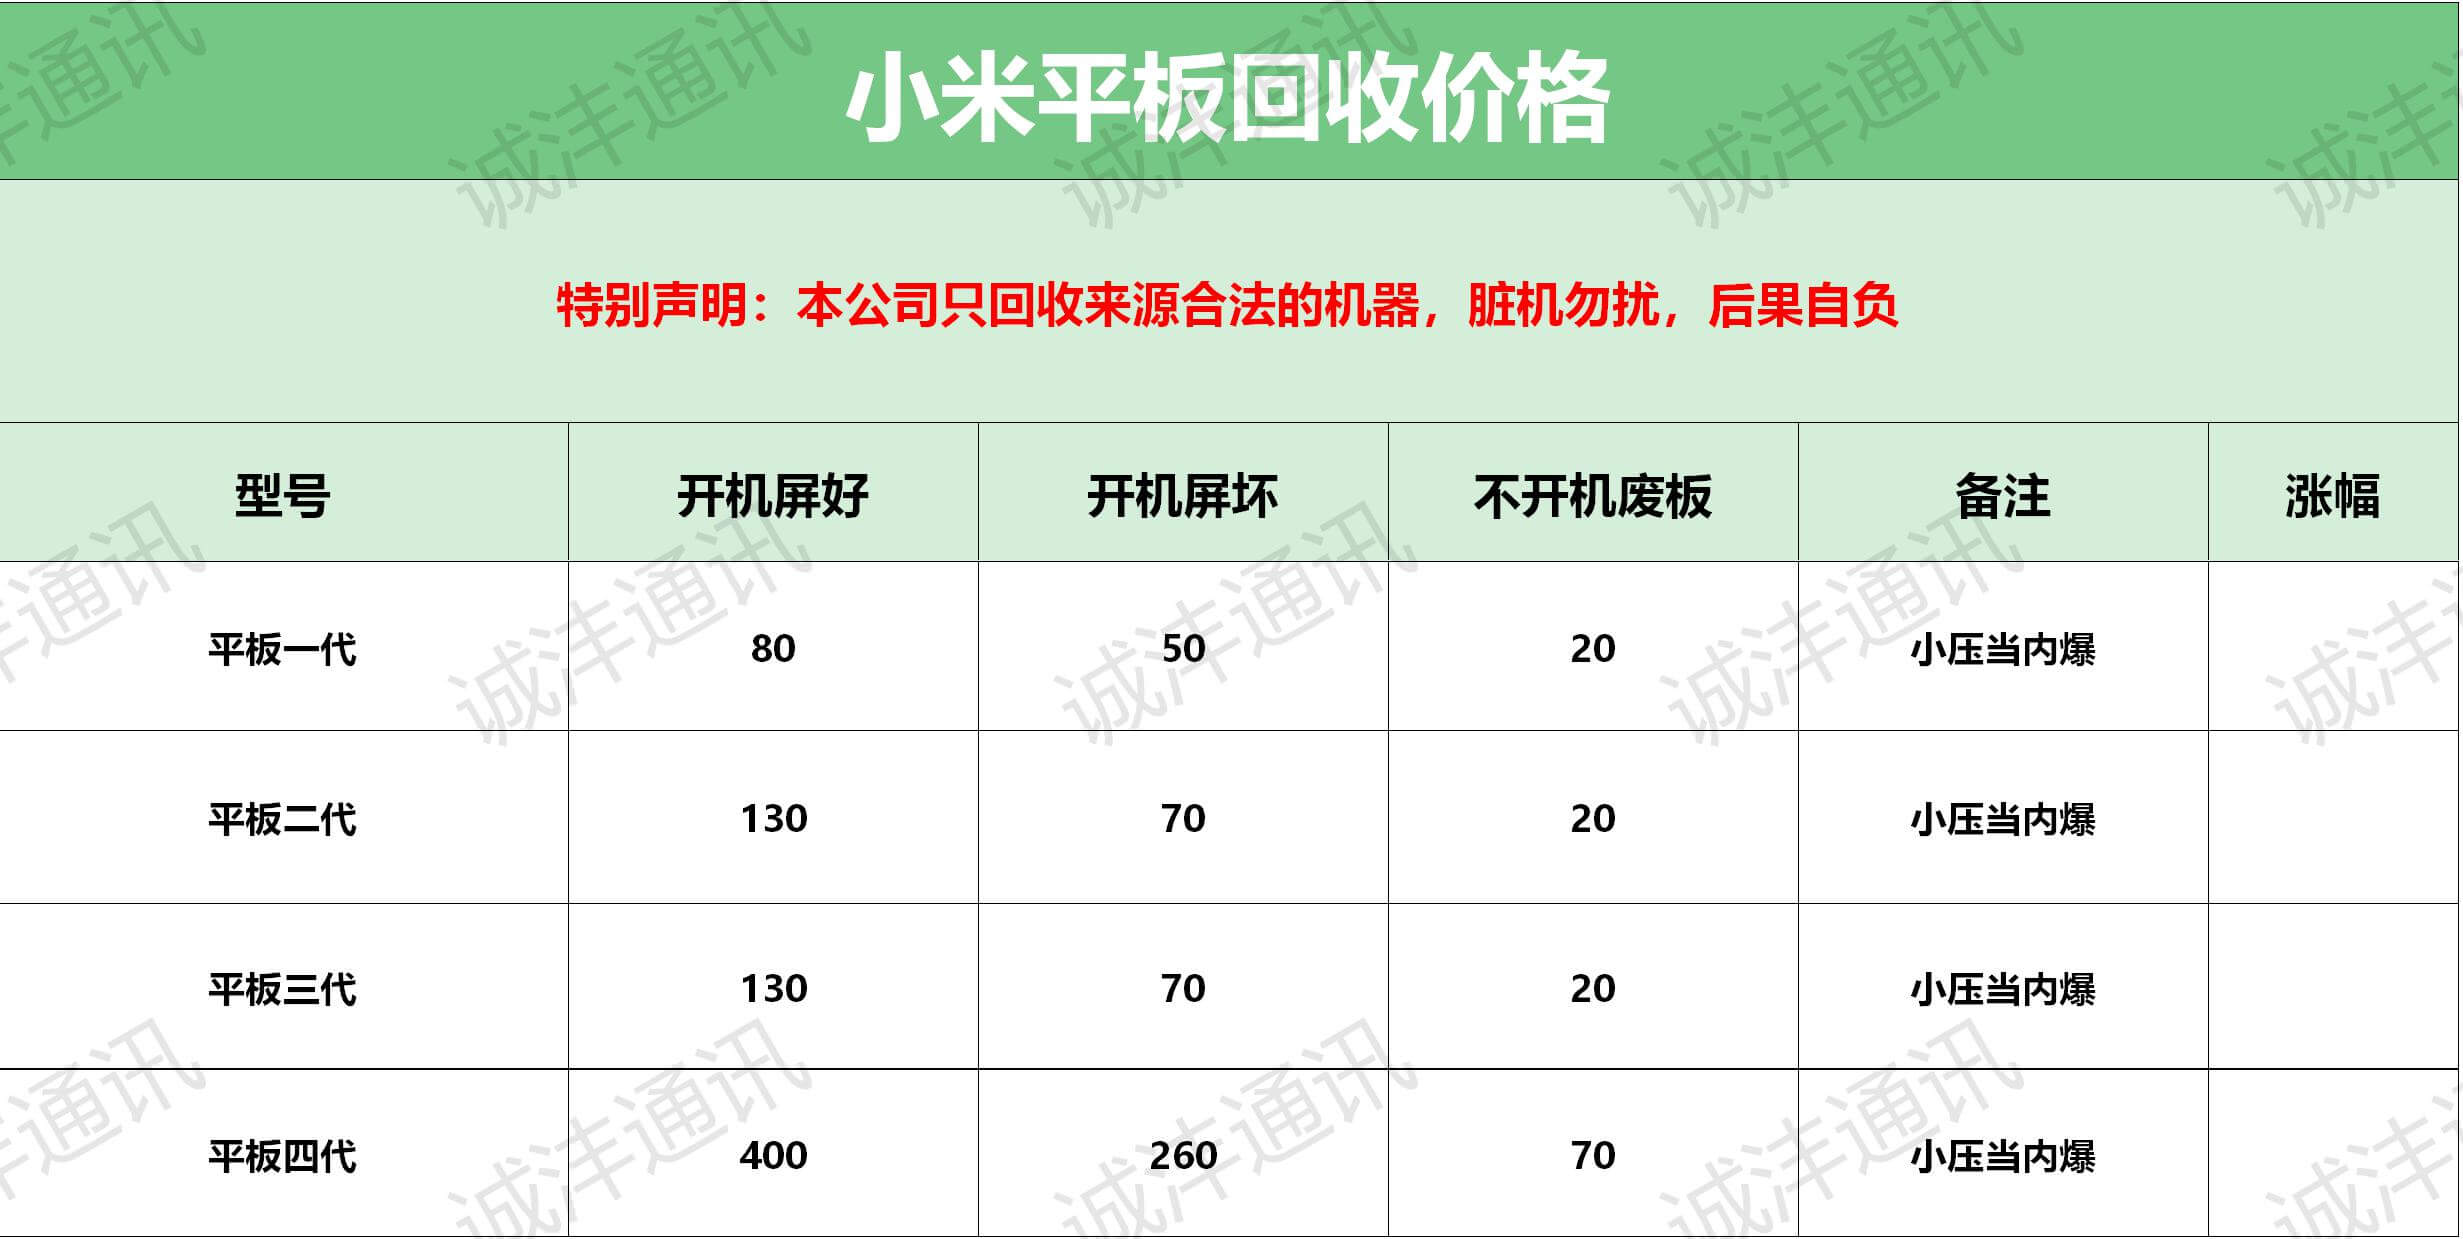 小米平板回收价格
特别声明：本公司只回收来源合法的机器，脏机勿扰，后果自负
型号 开机屏好 开机屏坏 不开机废板 备注 涨幅
平板一代 80 50 20 小压当内爆
平板二代 130 70 20 小压当内爆
平板三代 130 70 20 小压当内爆
平板四代 400 260 70 小压当内爆
诚沣通讯